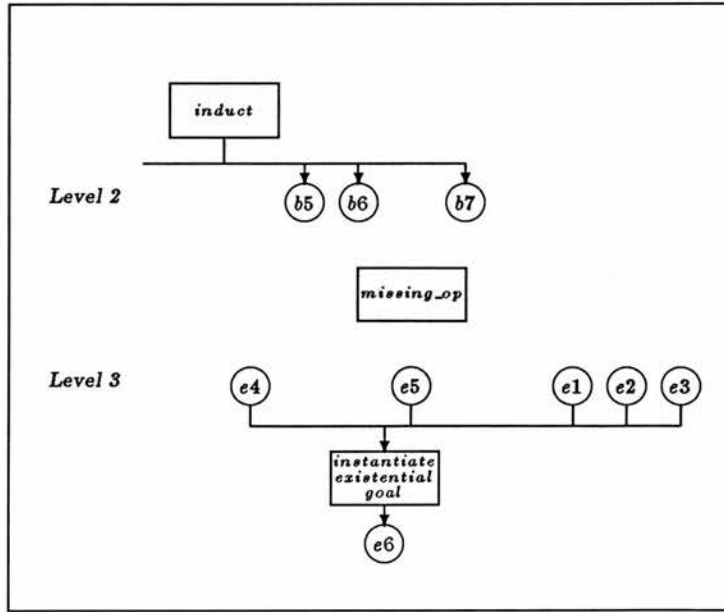 induct
Level 2
b5 b6 b7
missing_op
Level 3
e4 e5 e1 e2 e3
instantiate
existential
goal
e6